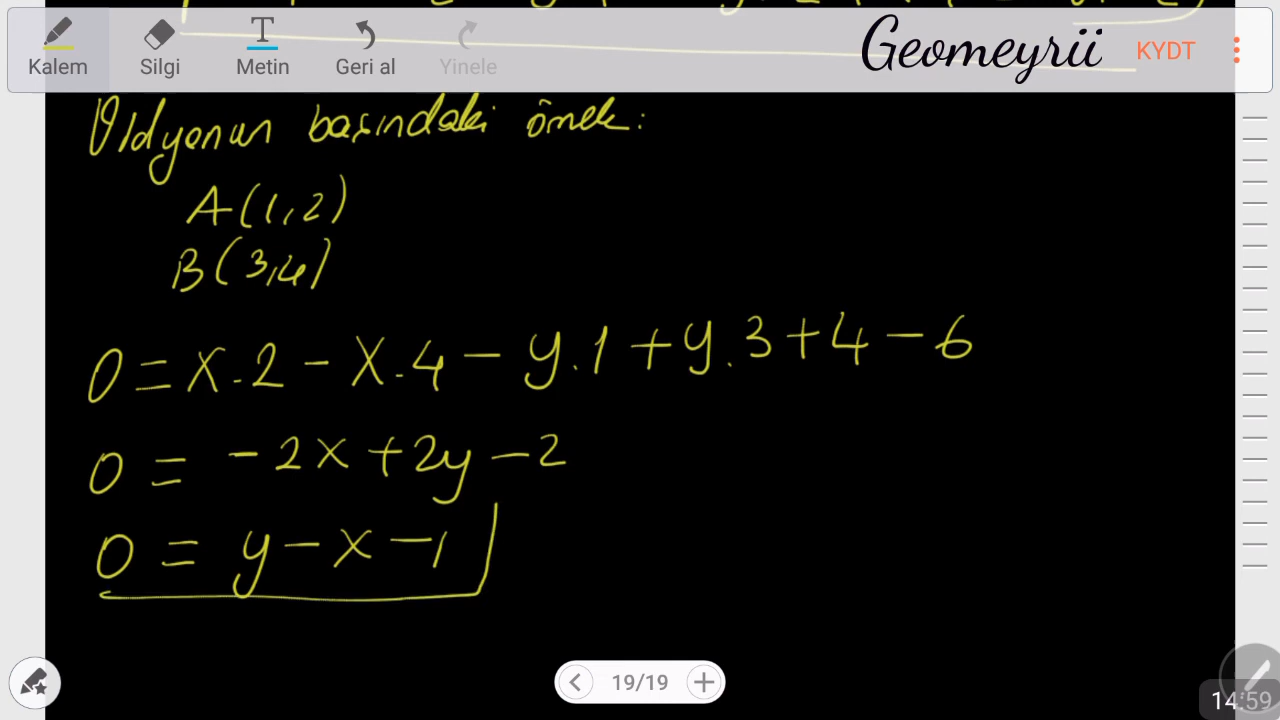 Kalem Silgi Metin Geri al Yinele Geomeyrii KYDT
Vidyonun başındaki örnek:
A(1,2)
B(3,4)
0=x.2-x.4-y.1+y.3+4-6
0=-2x+2y-2
0=y-x-1
19/19
14:59